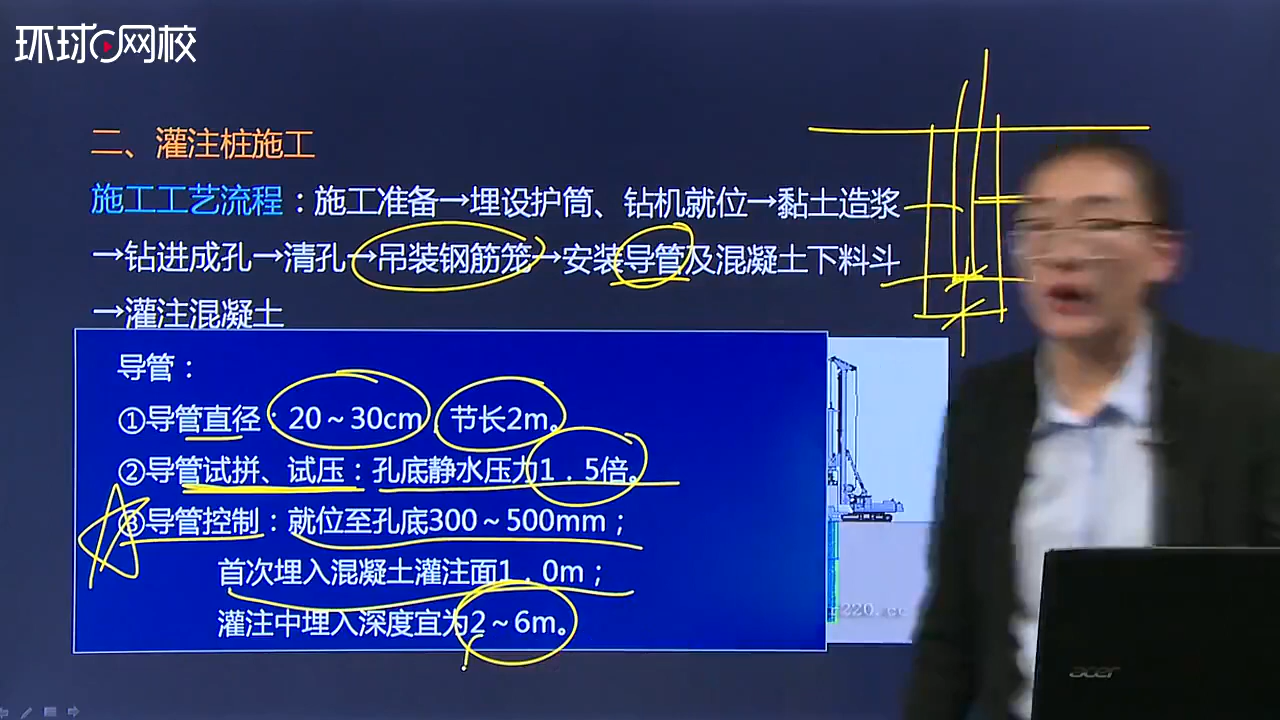 环球网校
二、灌注桩施工
施工工艺流程：施工准备→埋设护筒、钻机就位→黏土造浆
→钻进成孔→清孔→吊装钢筋笼→安装导管及混凝土下料斗
→灌注混凝土
导管：
①导管直径：20～30cm，节长2m。
②导管试拼、试压：孔底静水压力1．5倍。
③导管控制：就位至孔底300～500mm；
首次埋入混凝土灌注面1．0m；
灌注中埋入深度宜为2～6m。
r220.cc
acer